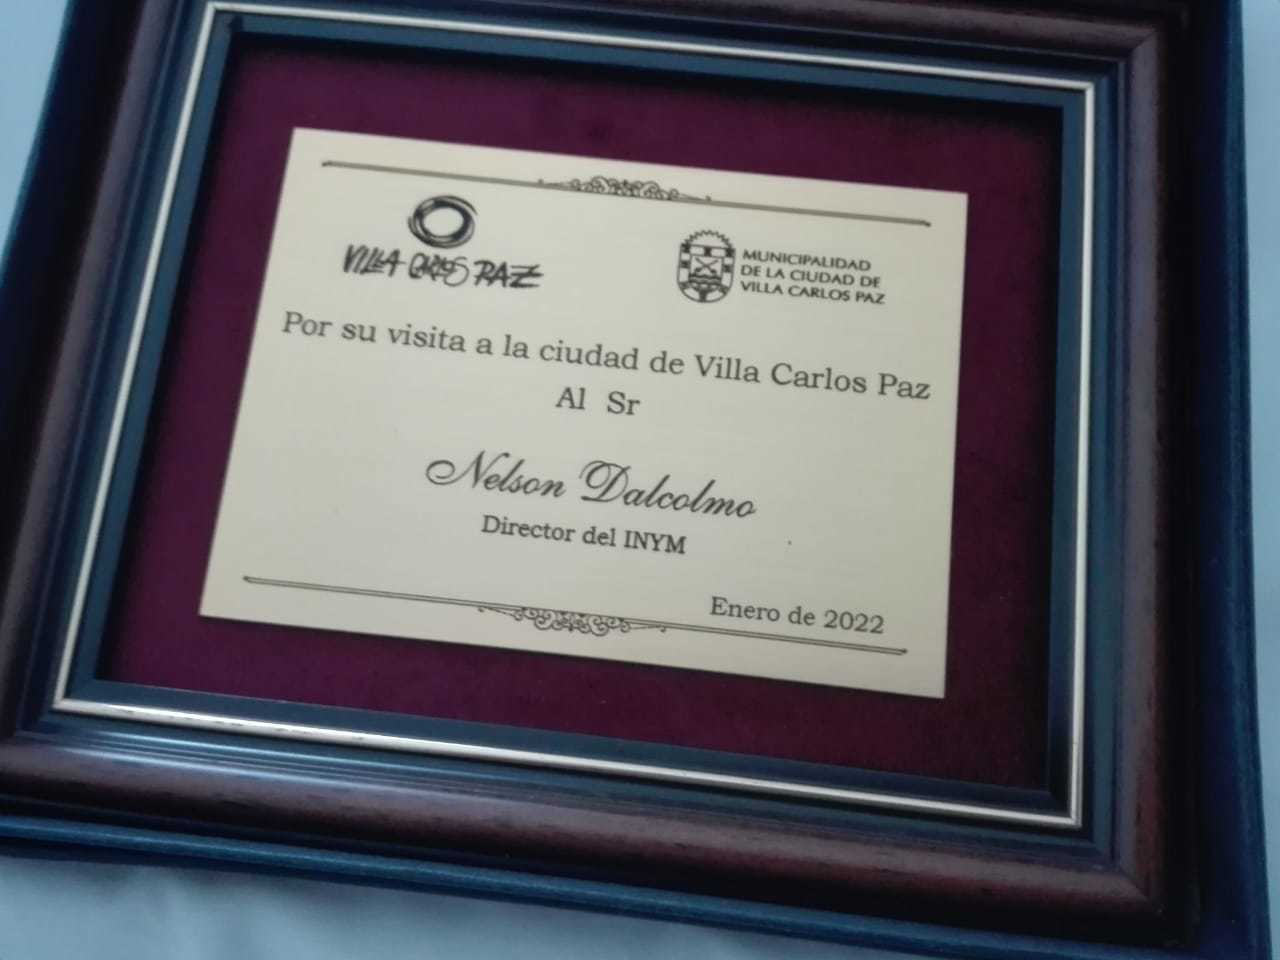 VILLA CARLOS PAZ
MUNICIPALIDAD
DE LA CIUDAD DE
VILLA CARLOS PAZ
Por su visita a la ciudad de Villa Carlos Paz
Al Sr
Nelson Dalcolmo
Director del INYM
Enero de 2022